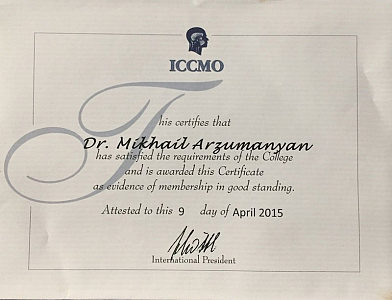 ICCMO
This certifies that
Dr. Mikhail Arzumanyan
has satisfied the requirements of the College
and is awarded this Certificate
as evidence of membership in good standing.
Attested to this 9 day of April 2015
International President